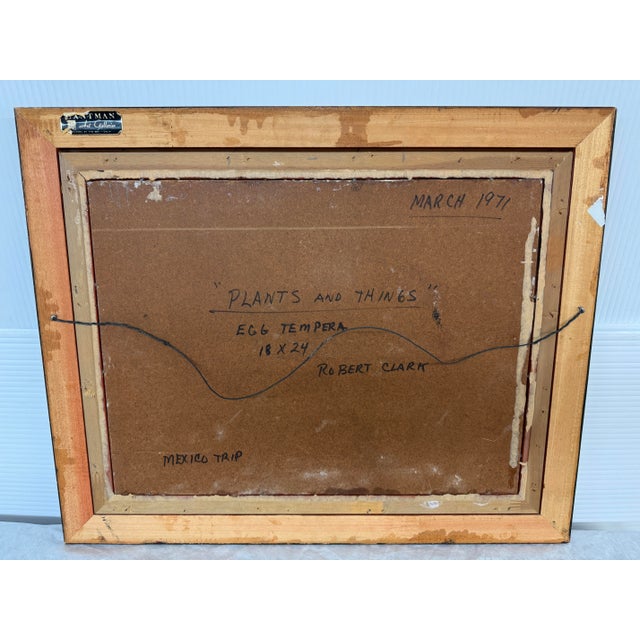 MARCH 1971
"PLANTS AND THINGS"
EGG TEMPERA
18 X 24
ROBERT CLARK
MEXICO TRIP